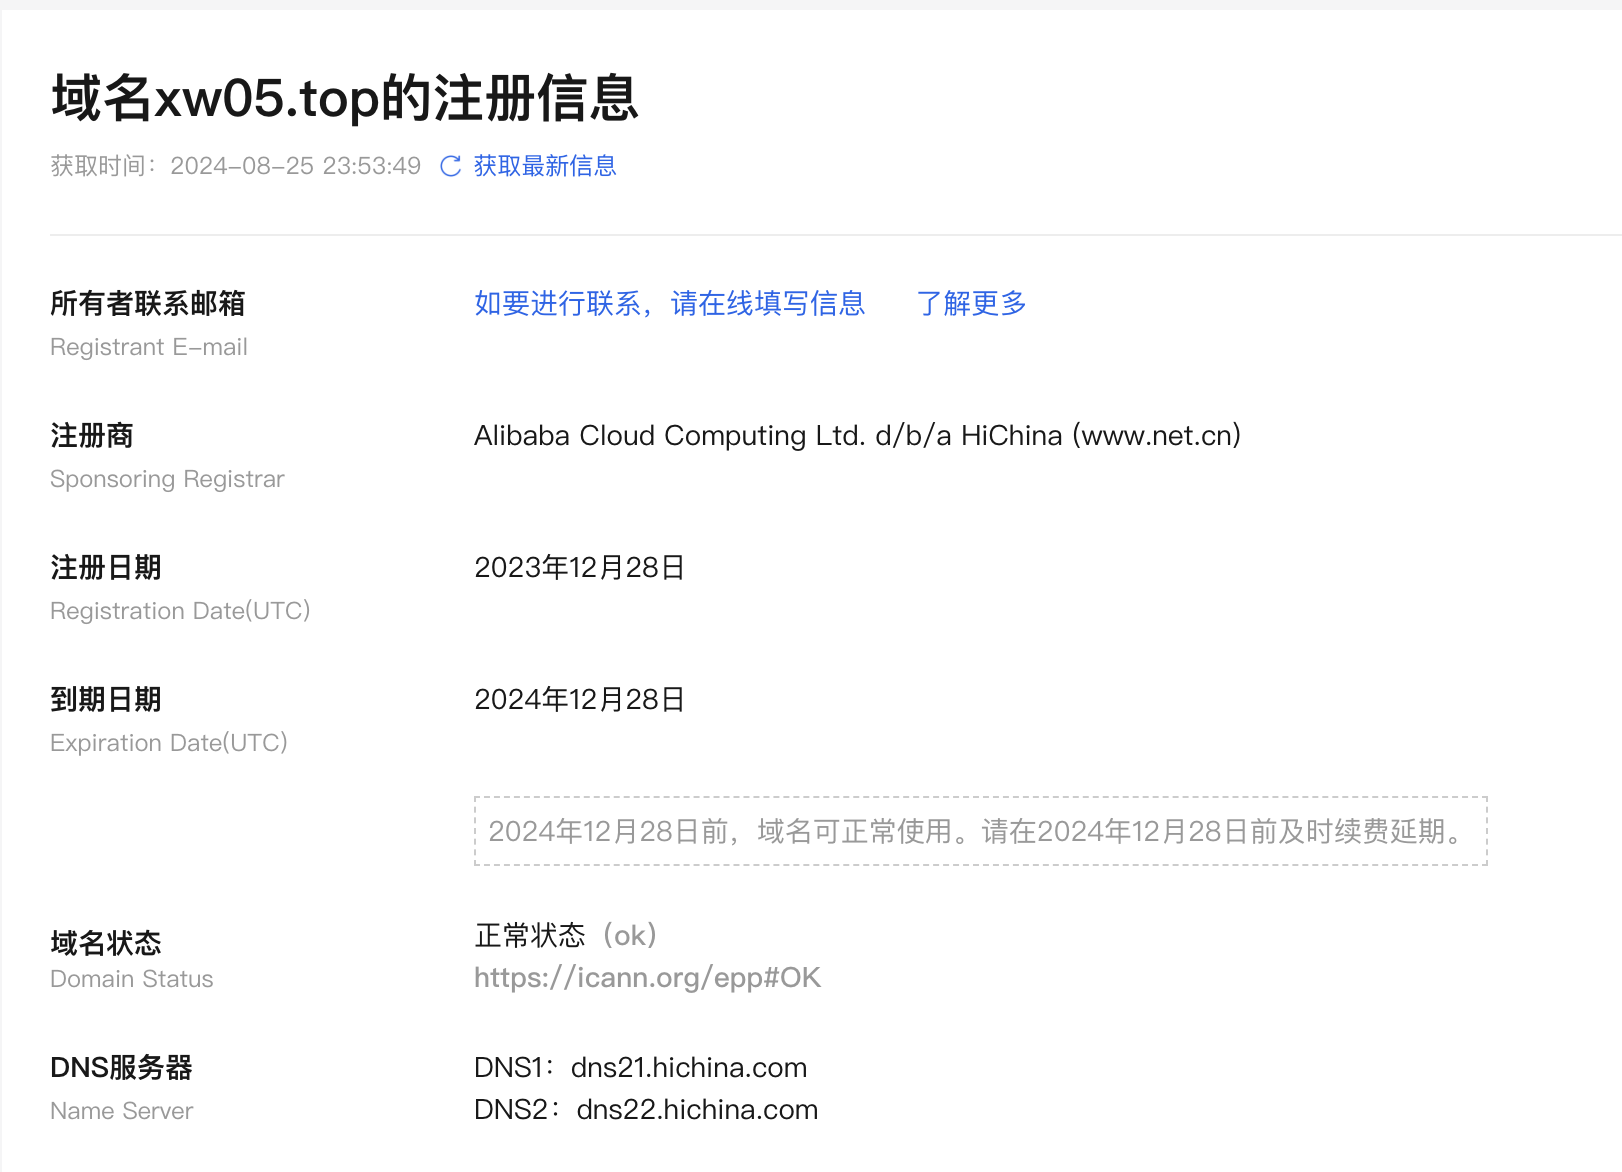 域名xw05.top的注册信息
获取时间：2024-08-25 23:53:49 获取最新信息
所有者联系邮箱 如要进行联系，请在线填写信息 了解更多
Registrant E-mail
注册商 Alibaba Cloud Computing Ltd. d/b/a HiChina (www.net.cn)
Sponsoring Registrar
注册日期 2023年12月28日
Registration Date(UTC)
到期日期 2024年12月28日
Expiration Date(UTC)
2024年12月28日前，域名可正常使用。请在2024年12月28日前及时续费延期。
域名状态 正常状态（ok）
Domain Status https://icann.org/epp#OK
DNS服务器 DNS1：dns21.hichina.com
Name Server DNS2：dns22.hichina.com